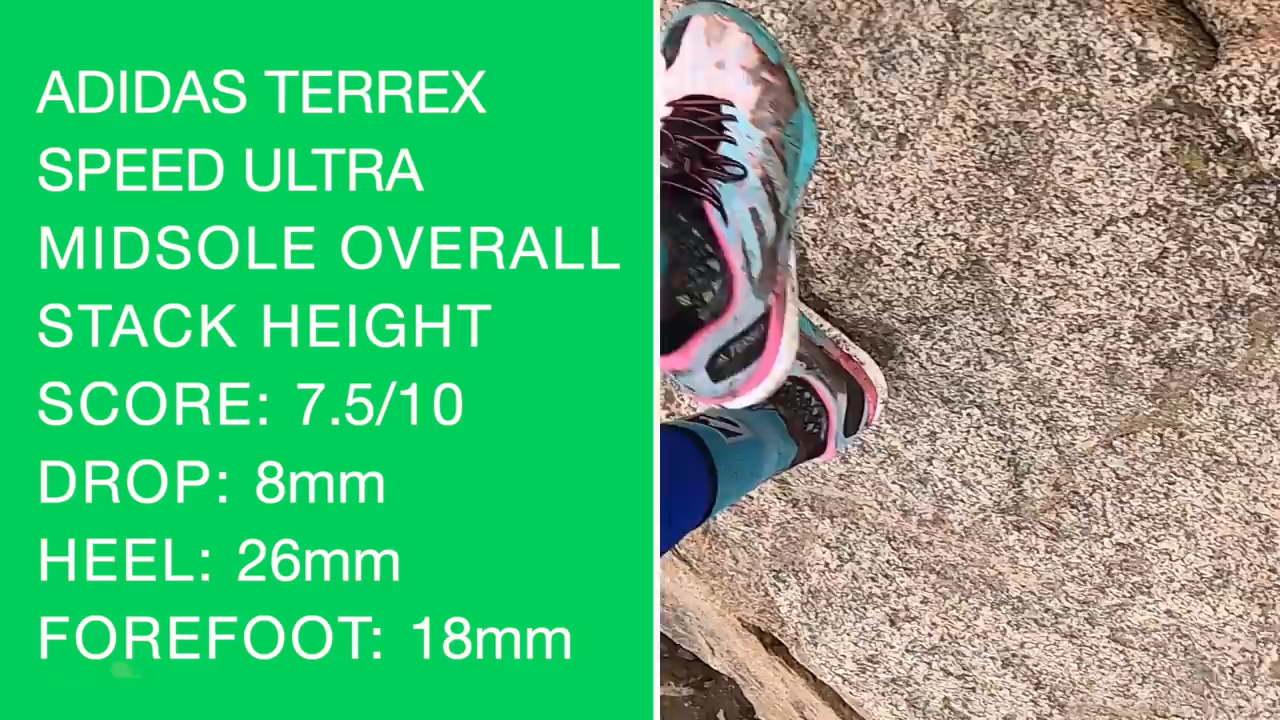 ADIDAS TERREX
SPEED ULTRA
MIDSOLE OVERALL
STACK HEIGHT
SCORE: 7.5/10
DROP: 8mm
HEEL: 26mm
FOREFOOT: 18mm